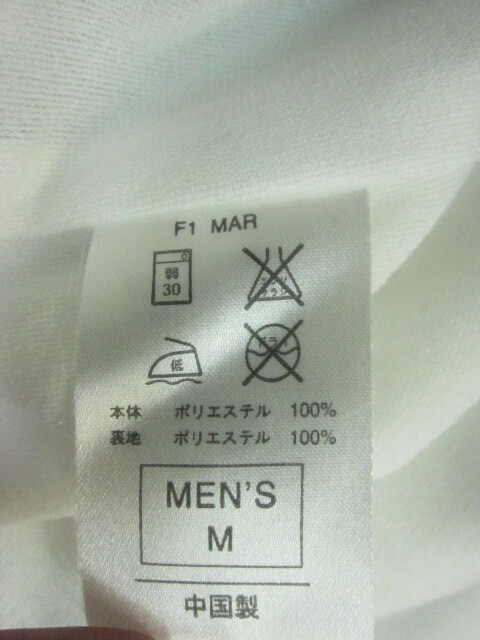 F1 MAR
弱
30
低
本体 ポリエステル 100%
裏地 ポリエステル 100%
MEN'S
M
中国製